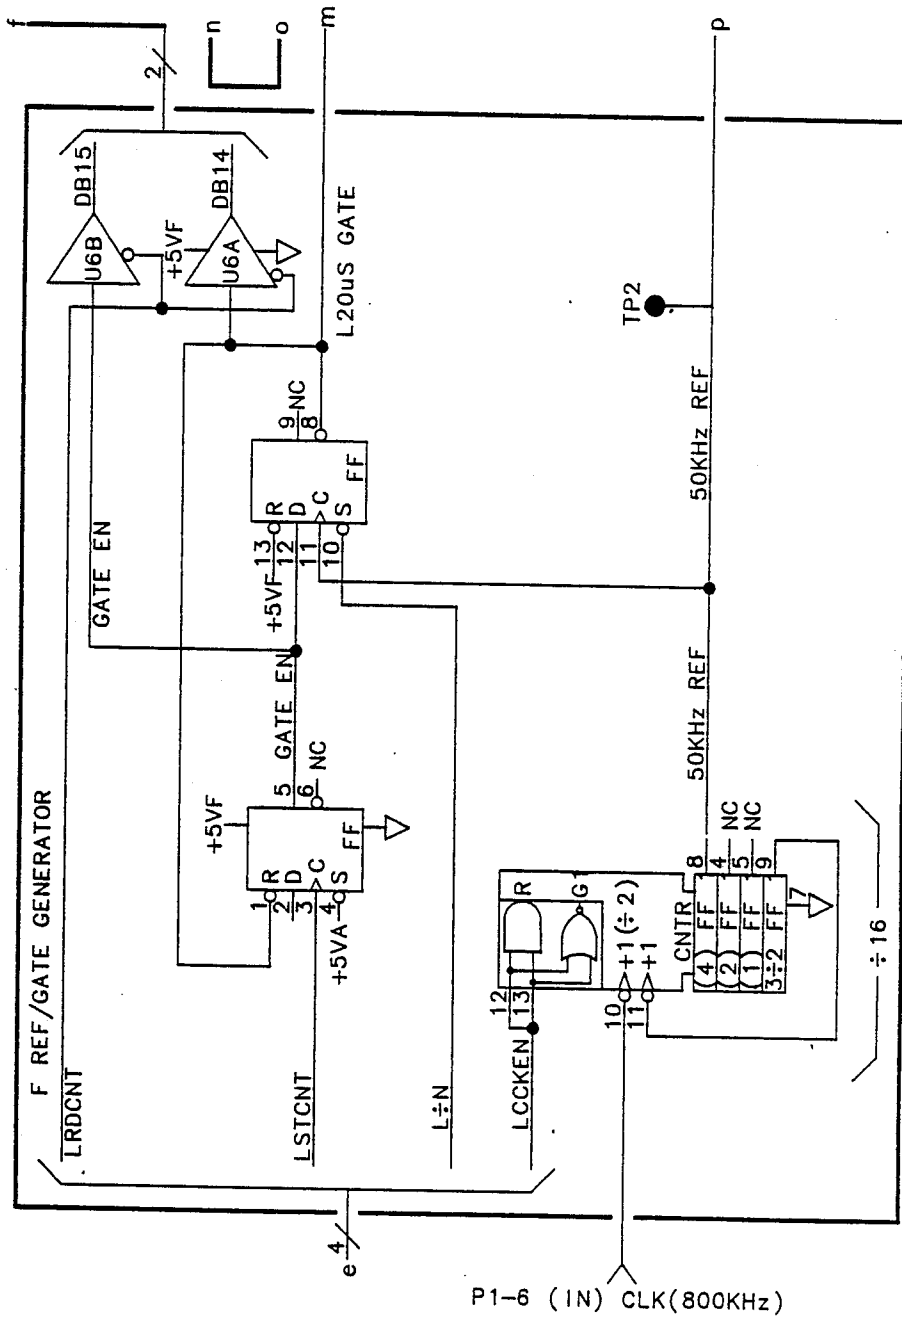 f
n
o
m
p
2
F REF/GATE GENERATOR
DB15
DB14
U6B
+5VF
U6A
LRDCNT
GATE EN
L20uS GATE
TP2
9 NC
8
FF
R
D
C
S
13
12
11
10
+5VF
50KHz REF
GATE EN
5
6 NC
+5VF
FF
R
D
C
S
1
2
3
4
+5VA
50KHz REF
LSTCNT
L÷N
LCCKEN
12
13
R
G1
+1(÷2)
+1
10
11
CNTR
(4) FF
(2) FF
(1) FF
3÷2 FF
8
4 NC
5 NC
9
7
÷16
e
4
P1-6 (IN) CLK(800KHz)